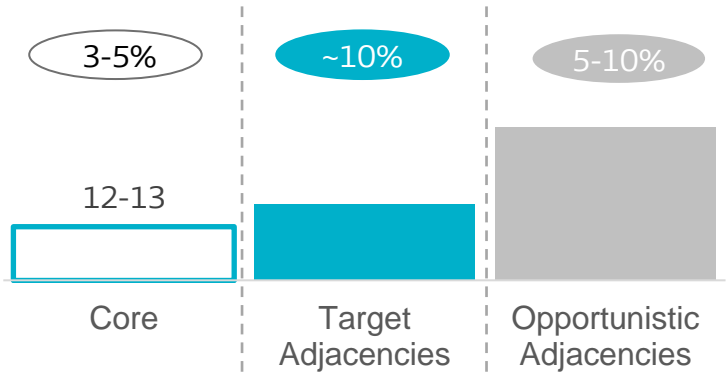 3-5%
~10%
5-10%
12-13
Core
Target
Adjacencies
Opportunistic
Adjacencies